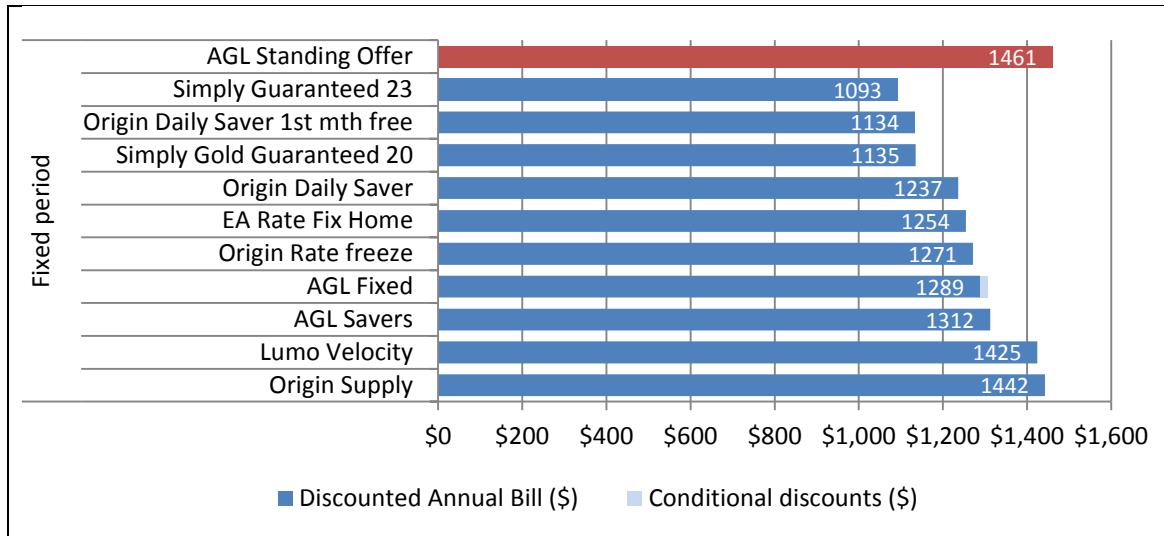 Fixed period
AGL Standing Offer 1461
Simply Guaranteed 23 1093
Origin Daily Saver 1st mth free 1134
Simply Gold Guaranteed 20 1135
Origin Daily Saver 1237
EA Rate Fix Home 1254
Origin Rate freeze 1271
AGL Fixed 1289
AGL Savers 1312
Lumo Velocity 1425
Origin Supply 1442
$0 $200 $400 $600 $800 $1,000 $1,200 $1,400 $1,600
Discounted Annual Bill ($) Conditional discounts ($)